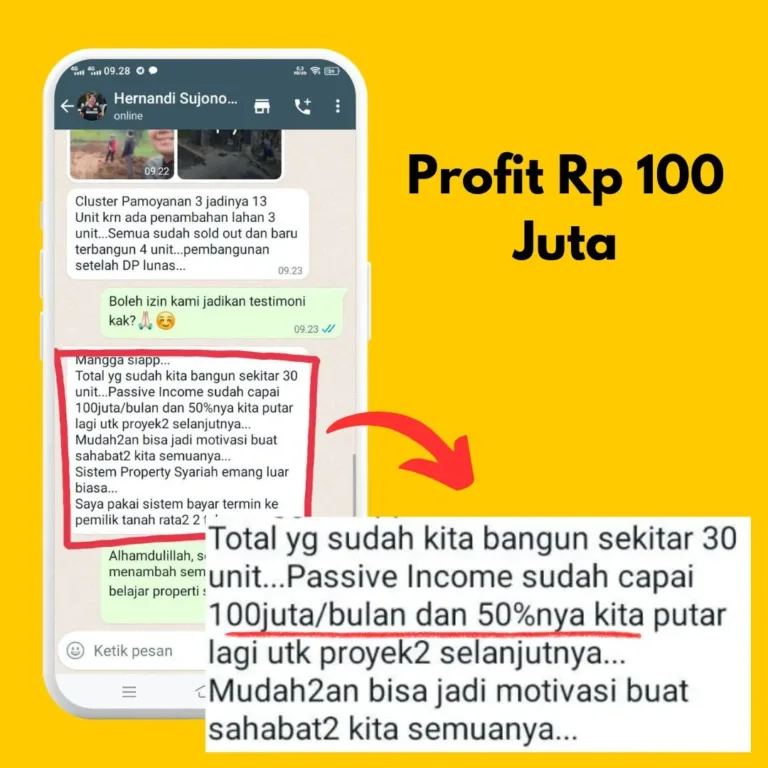 09.28
Hernandi Sujono...
online
09.22
Cluster Pamoyanan 3 jadinya 13
Unit krn ada penambahan lahan 3
unit...Semua sudah sold out dan baru
terbangun 4 unit...pembangunan
setelah DP lunas...
09.23
Boleh izin kami jadikan testimoni
kak?🙏🏻☺️
09.23
Mangga siapp...
Total yg sudah kita bangun sekitar 30
unit...Passive Income sudah capai
100juta/bulan dan 50%nya kita putar
lagi utk proyek2 selanjutnya...
Mudah2an bisa jadi motivasi buat
sahabat2 kita semuanya...
Sistem Property Syariah emang luar
biasa...
Saya pakai sistem bayar termin ke
pemilik tanah rata2 2
Alhamdulillah,
menambah
belajar properti
Ketik pesan
Profit Rp 100
Juta
Total yg sudah kita bangun sekitar 30
unit...Passive Income sudah capai
100juta/bulan dan 50%nya kita putar
lagi utk proyek2 selanjutnya...
Mudah2an bisa jadi motivasi buat
sahabat2 kita semuanya...